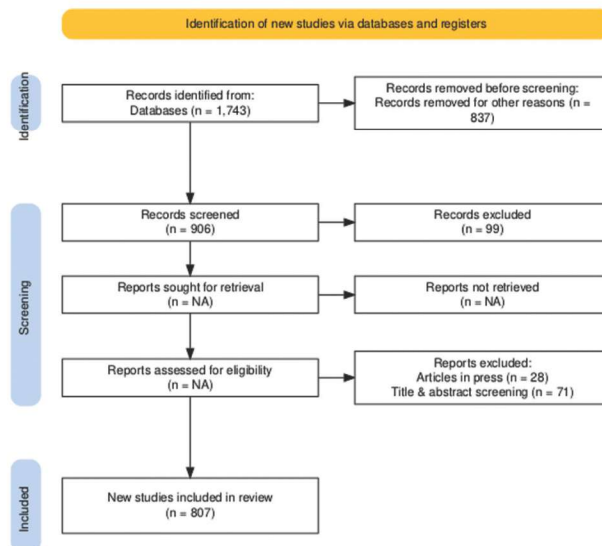 Identification of new studies via databases and registers
Identification
Records identified from:
Databases (n = 1,743)
Records removed before screening:
Records removed for other reasons (n =
837)
Screening
Records screened
(n = 906)
Records excluded
(n = 99)
Reports sought for retrieval
(n = NA)
Reports not retrieved
(n = NA)
Reports assessed for eligibility
(n = NA)
Reports excluded:
Articles in press (n = 28)
Title & abstract screening (n = 71)
Included
New studies included in review
(n = 807)